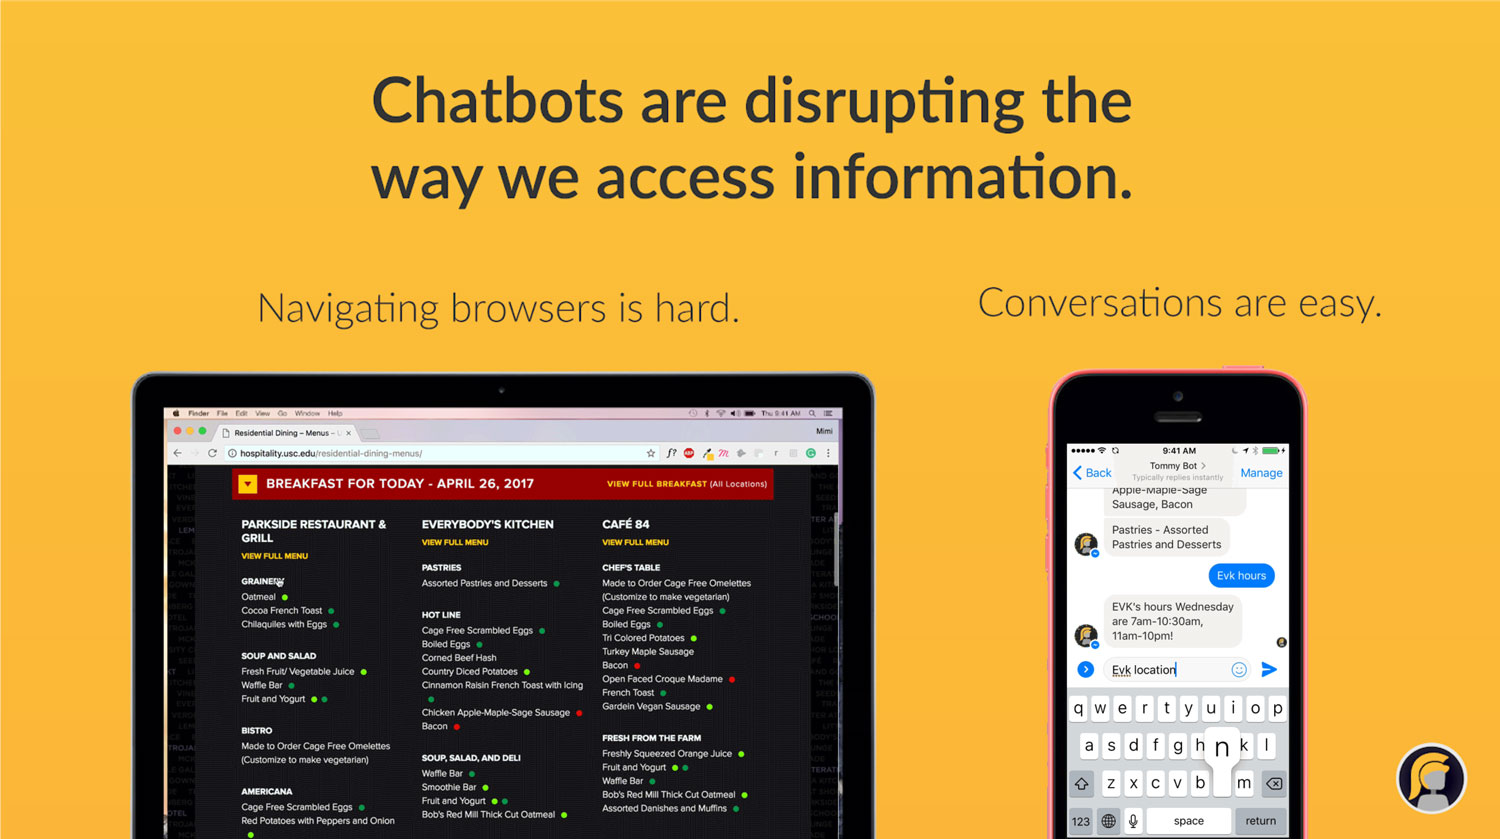 Chatbots are disrupting the
way we access information.
Navigating browsers is hard.
Conversations are easy.
Finder File Edit View Go Window Help
Thu 9:41 AM
Residential Dining – Menus –
Mimi
hospitality.usc.edu/residential-dining-menus/
BREAKFAST FOR TODAY - APRIL 26, 2017
VIEW FULL BREAKFAST (All Locations)
PARKSIDE RESTAURANT &
GRILL
VIEW FULL MENU
GRAINERY
Oatmeal
Cocoa French Toast
Chilaquiles with Eggs
SOUP AND SALAD
Fresh Fruit/ Vegetable Juice
Waffle Bar
Fruit and Yogurt
BISTRO
Made to Order Cage Free Omelettes
(Customize to make vegetarian)
AMERICANA
Cage Free Scrambled Eggs
Red Potatoes with Peppers and Onion
EVERYBODY'S KITCHEN
VIEW FULL MENU
PASTRIES
Assorted Pastries and Desserts
HOT LINE
Cage Free Scrambled Eggs
Boiled Eggs
Corned Beef Hash
Country Diced Potatoes
Cinnamon Raisin French Toast with Icing
Chicken Apple-Maple-Sage Sausage
Bacon
SOUP, SALAD, AND DELI
Waffle Bar
Smoothie Bar
Fruit and Yogurt
Bob's Red Mill Thick Cut Oatmeal
CAFÉ 84
VIEW FULL MENU
CHEF'S TABLE
Made to Order Cage Free Omelettes
(Customize to make vegetarian)
Cage Free Scrambled Eggs
Boiled Eggs
Tri Colored Potatoes
Turkey Maple Sausage
Bacon
Open Faced Croque Madame
French Toast
Gardein Vegan Sausage
FRESH FROM THE FARM
Freshly Squeezed Orange Juice
Fruit and Yogurt
Waffle Bar
Bob's Red Mill Thick Cut Oatmeal
Assorted Danishes and Muffins
9:41 AM
Back
Tommy Bot
Typically replies instantly
Manage
Apple-Maple-Sage
Sausage, Bacon
Pastries - Assorted
Pastries and Desserts
Evk hours
EVK's hours Wednesday
are 7am-10:30am,
11am-10pm!
Evk location
q w e r t y u i o p
a s d f g h n k l
z x c v b m
123 space return